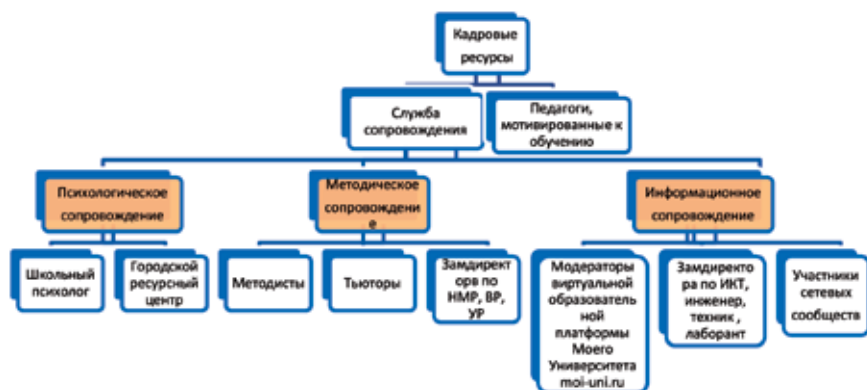 Кадровые
ресурсы
Служба
сопровождения
Педагоги,
мотивированные к
обучению
Психологическое
сопровождение
Методическое
сопровождени
е
Информационное
сопровождение
Школьный
психолог
Городской
ресурсный
центр
Методисты
Тьюторы
Замдирект
орв по
НМР, ВР,
УР
Модераторы
виртуальной
образователь
ной
платформы
Моего
Университета
moi-uni.ru
Замдиректо
ра по ИКТ,
инженер,
техник ,
лаборант
Участники
сетевых
сообществ